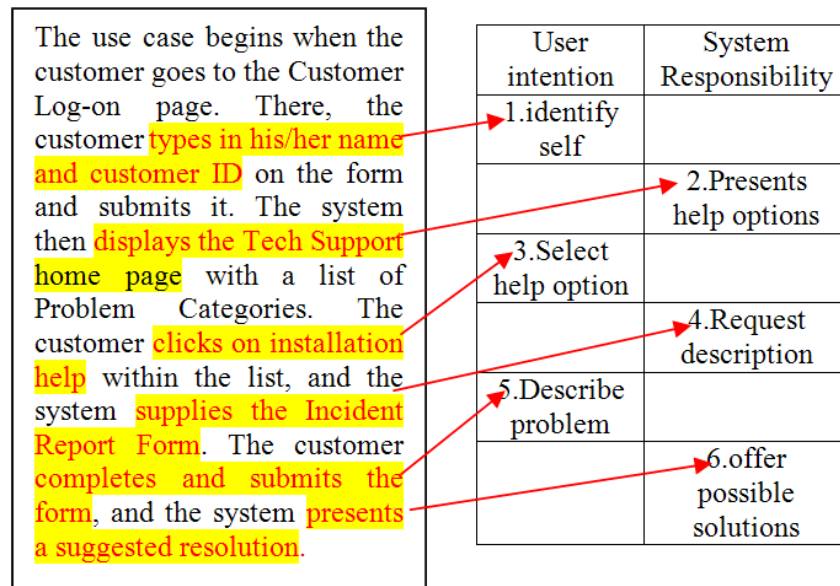 The use case begins when the
customer goes to the Customer
Log-on page. There, the
customer types in his/her name
and customer ID on the form
and submits it. The system
then displays the Tech Support
home page with a list of
Problem Categories. The
customer clicks on installation
help within the list, and the
system supplies the Incident
Report Form. The customer
completes and submits the
form, and the system presents
a suggested resolution.
User
intention
System
Responsibility
1.identify
self
2.Presents
help options
3.Select
help option
4.Request
description
5.Describe
problem
6.offer
possible
solutions